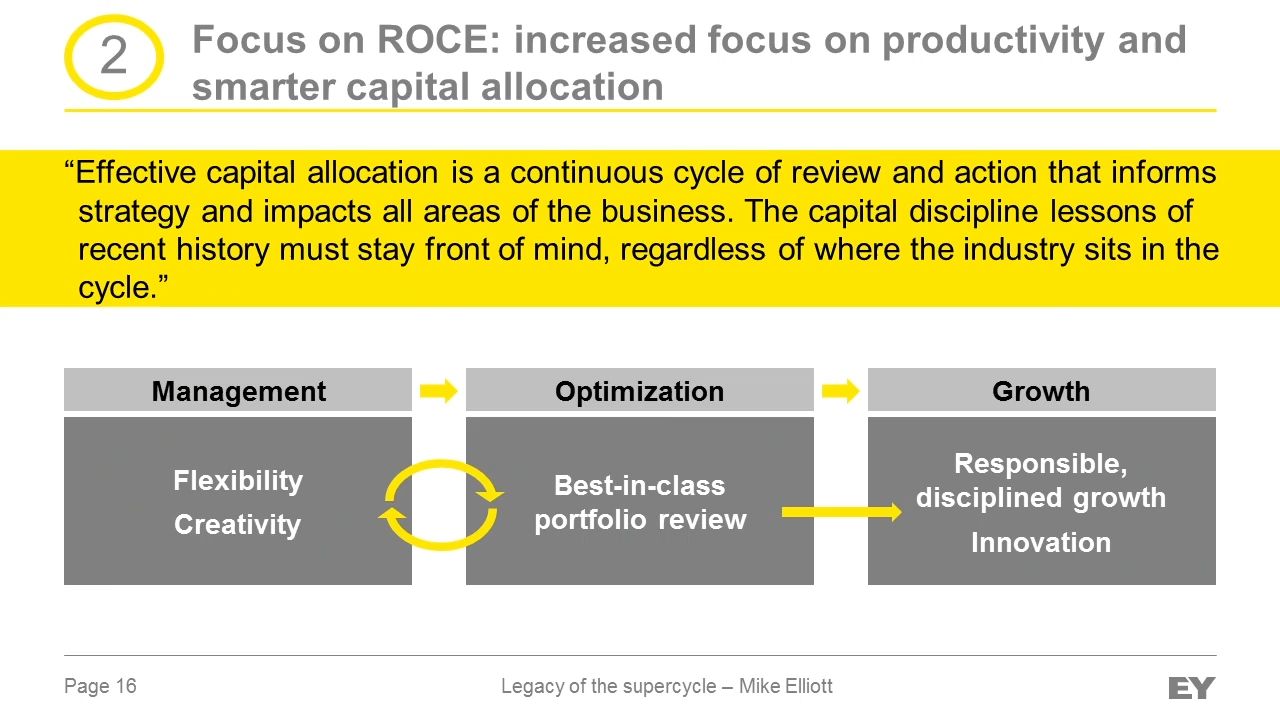 2
Focus on ROCE: increased focus on productivity and
smarter capital allocation
“Effective capital allocation is a continuous cycle of review and action that informs
strategy and impacts all areas of the business. The capital discipline lessons of
recent history must stay front of mind, regardless of where the industry sits in the
cycle.”
Management
Optimization
Growth
Flexibility
Creativity
Best-in-class
portfolio review
Responsible,
disciplined growth
Innovation
Page 16
Legacy of the supercycle – Mike Elliott
EY